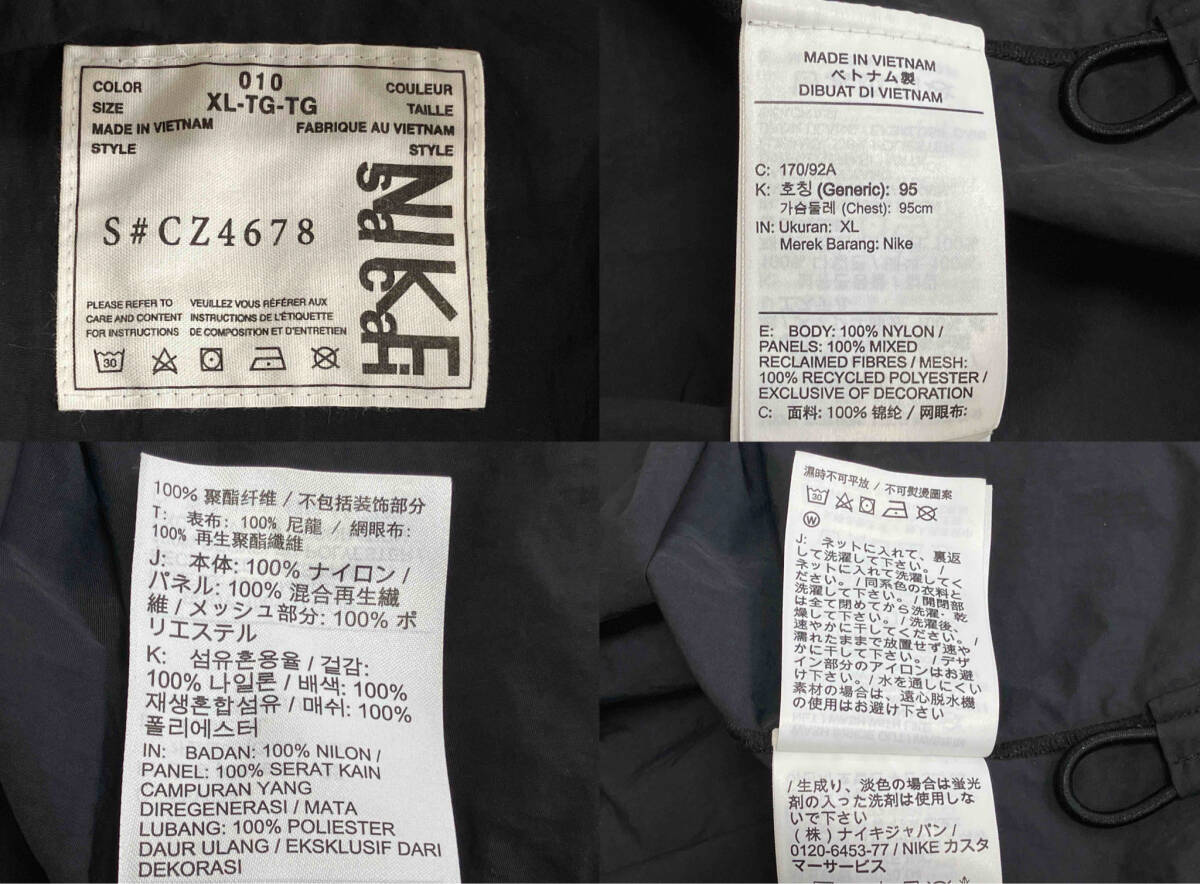 COLOR 010 COULEUR
SIZE XL-TG-TG TAILLE
MADE IN VIETNAM FABRIQUE AU VIETNAM
STYLE STYLE
S#CZ4678
NIKE
sacai
PLEASE REFER TO VEUILLEZ VOUS RÉFÉRER AUX
CARE AND CONTENT INSTRUCTIONS DE L'ÉTIQUETTE
FOR INSTRUCTIONS DE COMPOSITION ET D'ENTRETIEN
30
MADE IN VIETNAM
ベトナム製
DIBUAT DI VIETNAM
C: 170/92A
K: 호칭 (Generic): 95
가슴둘레 (Chest): 95cm
IN: Ukuran: XL
Merek Barang: Nike
E: BODY: 100% NYLON /
PANELS: 100% MIXED
RECLAIMED FIBRES / MESH:
100% RECYCLED POLYESTER /
EXCLUSIVE OF DECORATION
C: 面料: 100% 锦纶 / 网眼布:
100% 聚酯纤维 / 不包括装饰部分
T: 表布: 100% 尼龍 / 網眼布:
100% 再生聚酯纖維
J: 本体: 100% ナイロン /
パネル: 100% 混合再生繊
維 / メッシュ部分: 100% ポ
リエステル
K: 섬유혼용율 / 겉감:
100% 나일론 / 배색: 100%
재생혼합섬유 / 매쉬: 100%
폴리에스터
IN: BADAN: 100% NILON /
PANEL: 100% SERAT KAIN
CAMPURAN YANG
DIREGENERASI / MATA
LUBANG: 100% POLIESTER
DAUR ULANG / EKSKLUSIF DARI
DEKORASI
濕時不可平放 / 不可熨燙圖案
30
W
J: ネットに入れて、裏返
して洗濯して下さい。/
ネットに入れて洗濯してく
ださい。/ 同系色の衣料と
洗濯して下さい。/ 開閉部
は全て閉めてから洗濯・乾
燥して下さい。/ 洗濯後、
速やかに干してください。/
濡れたままで放置せず速や
かに干して下さい。/ デザ
イン部分のアイロンはお避
け下さい。/ 水を通しにくい
素材の場合は、遠心脱水機
の使用はお避け下さい
/ 生成り、淡色の場合は蛍光
剤の入った洗剤は使用しな
いで下さい
(株) ナイキジャパン /
0120-6453-77 / NIKE カスタ
マーサービス